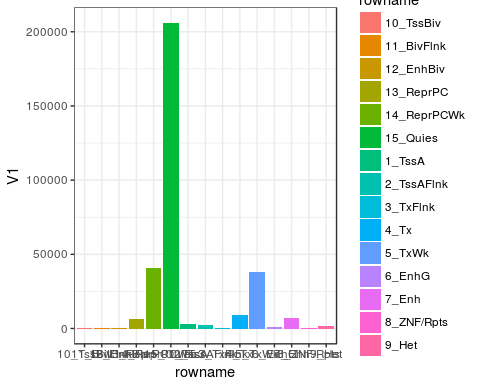 rowname
200000
150000
100000
50000
0
V1
rowname
10_TssBiv
11_BivFlnk
12_EnhBiv
13_ReprPC
14_ReprPCWk
15_Quies
1_TssA
2_TssAFlnk
3_TxFlnk
4_Tx
5_TxWk
6_EnhG
7_Enh
8_ZNF/Rpts
9_Het